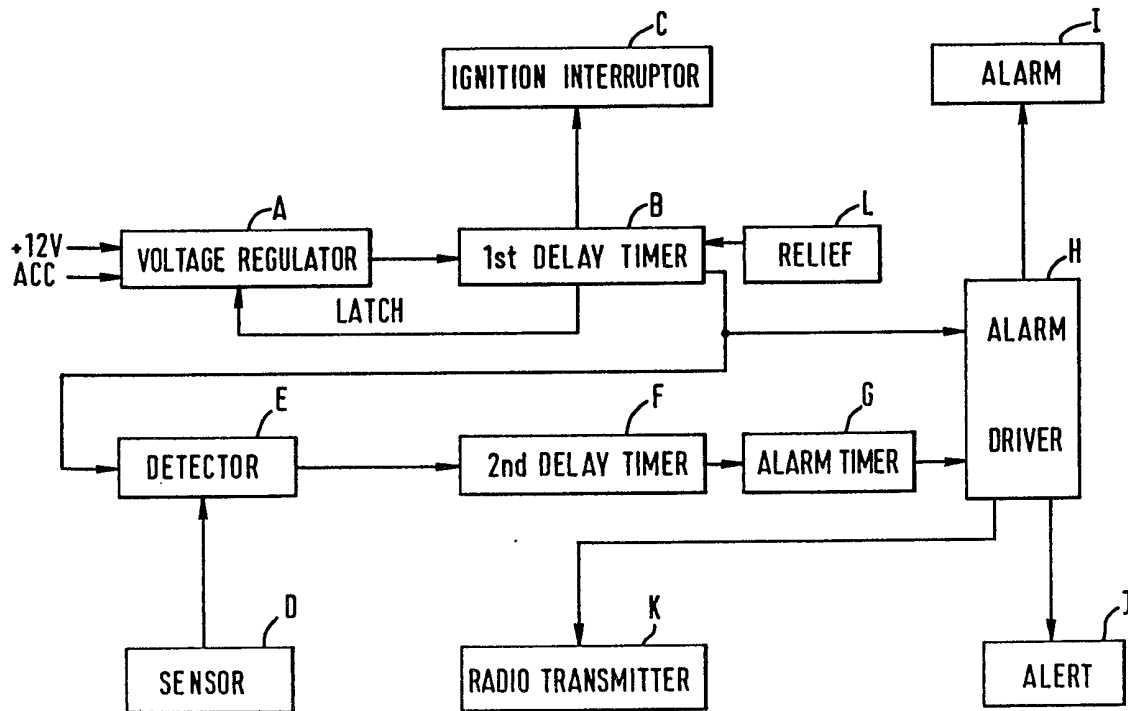 C
IGNITION INTERRUPTOR
I
ALARM
A
+12V
ACC
VOLTAGE REGULATOR
B
1st DELAY TIMER
L
RELIEF
H
LATCH
ALARM
DRIVER
E
DETECTOR
F
2nd DELAY TIMER
G
ALARM TIMER
D
SENSOR
K
RADIO TRANSMITTER
J
ALERT